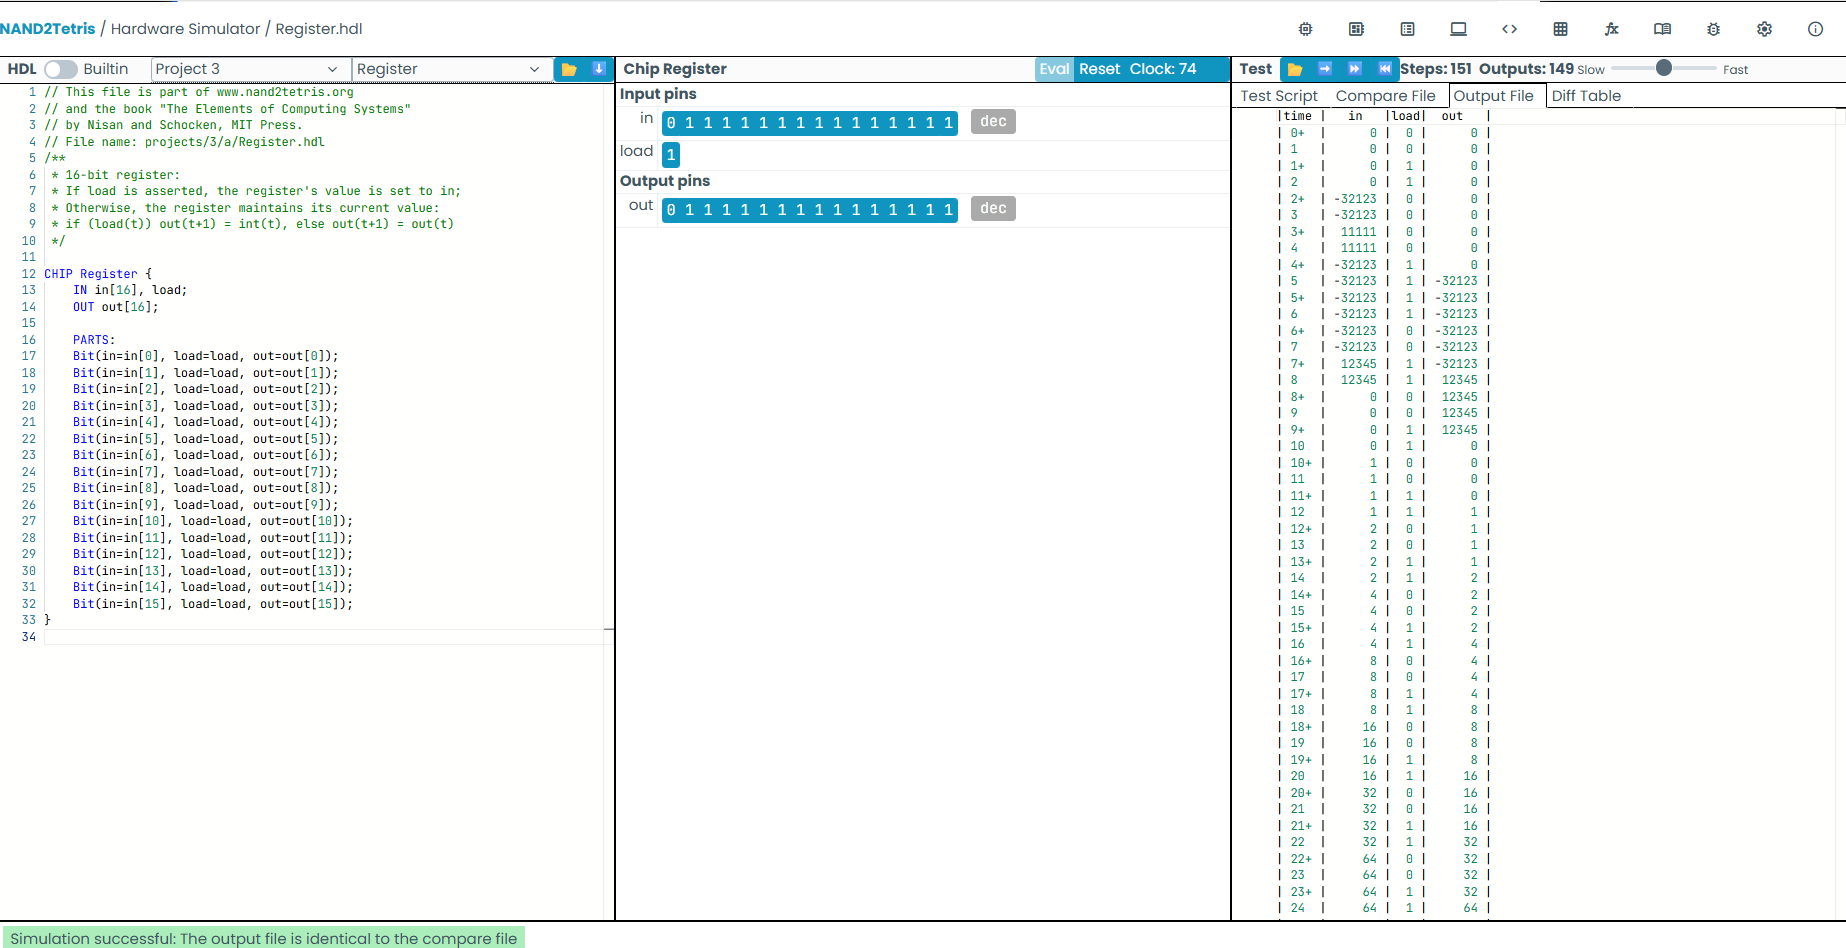 NAND2Tetris / Hardware Simulator / Register.hdl
HDL Builtin Project 3 Register
1 // This file is part of www.nand2tetris.org
2 // and the book "The Elements of Computing Systems"
3 // by Nisan and Schocken, MIT Press.
4 // File name: projects/3/a/Register.hdl
5 /**
6 * 16-bit register:
7 * If load is asserted, the register's value is set to in;
8 * Otherwise, the register maintains its current value:
9 * if (load(t)) out(t+1) = int(t), else out(t+1) = out(t)
10 */
11
12 CHIP Register {
13 IN in[16], load;
14 OUT out[16];
15
16 PARTS:
17 Bit(in=in[0], load=load, out=out[0]);
18 Bit(in=in[1], load=load, out=out[1]);
19 Bit(in=in[2], load=load, out=out[2]);
20 Bit(in=in[3], load=load, out=out[3]);
21 Bit(in=in[4], load=load, out=out[4]);
22 Bit(in=in[5], load=load, out=out[5]);
23 Bit(in=in[6], load=load, out=out[6]);
24 Bit(in=in[7], load=load, out=out[7]);
25 Bit(in=in[8], load=load, out=out[8]);
26 Bit(in=in[9], load=load, out=out[9]);
27 Bit(in=in[10], load=load, out=out[10]);
28 Bit(in=in[11], load=load, out=out[11]);
29 Bit(in=in[12], load=load, out=out[12]);
30 Bit(in=in[13], load=load, out=out[13]);
31 Bit(in=in[14], load=load, out=out[14]);
32 Bit(in=in[15], load=load, out=out[15]);
33 }
34
Chip Register Eval Reset Clock: 74
Input pins
in 0 1 1 1 1 1 1 1 1 1 1 1 1 1 1 1 dec
load 1
Output pins
out 0 1 1 1 1 1 1 1 1 1 1 1 1 1 1 1 dec
Test Steps: 151 Outputs: 149 Slow Fast
Test Script Compare File Output File Diff Table
|time | in |load| out |
| 0+ | 0 | 0 | 0 |
| 1 | 0 | 0 | 0 |
| 1+ | 0 | 1 | 0 |
| 2 | 0 | 1 | 0 |
| 2+ | -32123 | 0 | 0 |
| 3 | -32123 | 0 | 0 |
| 3+ | 11111 | 0 | 0 |
| 4 | 11111 | 0 | 0 |
| 4+ | -32123 | 1 | 0 |
| 5 | -32123 | 1 | -32123 |
| 5+ | -32123 | 1 | -32123 |
| 6 | -32123 | 1 | -32123 |
| 6+ | -32123 | 0 | -32123 |
| 7 | -32123 | 0 | -32123 |
| 7+ | 12345 | 1 | -32123 |
| 8 | 12345 | 1 | 12345 |
| 8+ | 0 | 0 | 12345 |
| 9 | 0 | 0 | 12345 |
| 9+ | 0 | 1 | 12345 |
| 10 | 0 | 1 | 0 |
| 10+ | 1 | 0 | 0 |
| 11 | 1 | 0 | 0 |
| 11+ | 1 | 1 | 0 |
| 12 | 1 | 1 | 1 |
| 12+ | 2 | 0 | 1 |
| 13 | 2 | 0 | 1 |
| 13+ | 2 | 1 | 1 |
| 14 | 2 | 1 | 2 |
| 14+ | 4 | 0 | 2 |
| 15 | 4 | 0 | 2 |
| 15+ | 4 | 1 | 2 |
| 16 | 4 | 1 | 4 |
| 16+ | 8 | 0 | 4 |
| 17 | 8 | 0 | 4 |
| 17+ | 8 | 1 | 4 |
| 18 | 8 | 1 | 8 |
| 18+ | 16 | 0 | 8 |
| 19 | 16 | 0 | 8 |
| 19+ | 16 | 1 | 8 |
| 20 | 16 | 1 | 16 |
| 20+ | 32 | 0 | 16 |
| 21 | 32 | 0 | 16 |
| 21+ | 32 | 1 | 16 |
| 22 | 32 | 1 | 32 |
| 22+ | 64 | 0 | 32 |
| 23 | 64 | 0 | 32 |
| 23+ | 64 | 1 | 32 |
| 24 | 64 | 1 | 64 |
Simulation successful: The output file is identical to the compare file